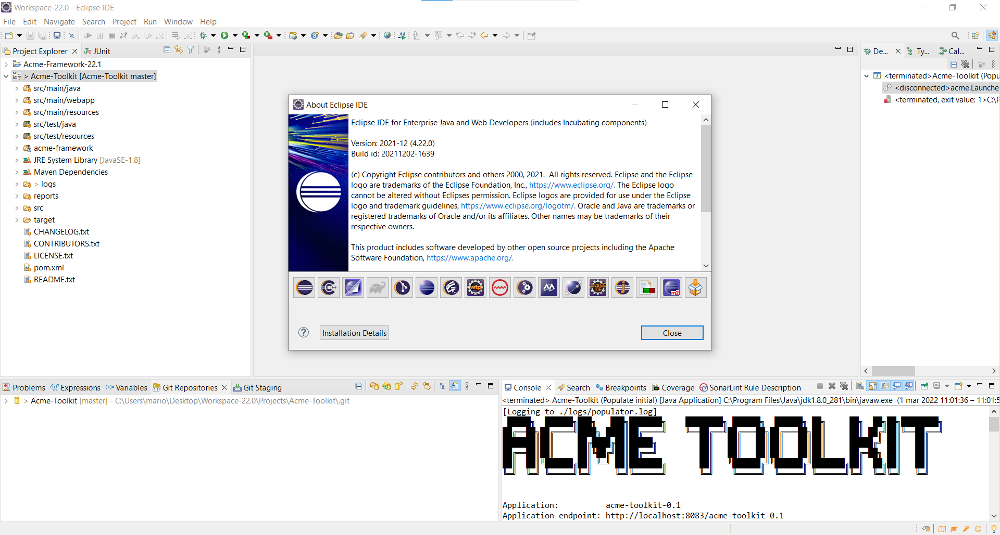 Workspace-22.0 - Eclipse IDE
File Edit Navigate Search Project Run Window Help
Project Explorer
JUnit
Acme-Framework-22.1
> Acme-Toolkit [Acme-Toolkit master]
src/main/java
src/main/webapp
src/main/resources
src/test/java
src/test/resources
acme-framework
JRE System Library [JavaSE-1.8]
Maven Dependencies
> logs
reports
src
target
CHANGELOG.txt
CONTRIBUTORS.txt
LICENSE.txt
pom.xml
README.txt
About Eclipse IDE
Eclipse IDE for Enterprise Java and Web Developers (includes Incubating components)
Version: 2021-12 (4.22.0)
Build id: 20211202-1639
(c) Copyright Eclipse contributors and others 2000, 2021.  All rights reserved. Eclipse and the Eclipse
logo are trademarks of the Eclipse Foundation, Inc., https://www.eclipse.org/. The Eclipse logo
cannot be altered without Eclipses permission. Eclipse logos are provided for use under the Eclipse
logo and trademark guidelines, https://www.eclipse.org/logotm/. Oracle and Java are trademarks or
registered trademarks of Oracle and/or its affiliates. Other names may be trademarks of their
respective owners.
This product includes software developed by other open source projects including the Apache
Software Foundation, https://www.apache.org/.
wtp
Java EE
IDE
m2
Installation Details
Close
De...
Ty...
Cal...
<terminated>Acme-Toolkit (Popu
<disconnected>acme.Launche
<terminated, exit value: 1>C:\P
Problems
Expressions
Variables
Git Repositories
Git Staging
> Acme-Toolkit [master] - C:\Users\mario\Desktop\Workspace-22.0\Projects\Acme-Toolkit\.git
Console
Search
Breakpoints
Coverage
SonarLint Rule Description
<terminated> Acme-Toolkit (Populate initial) [Java Application] C:\Program Files\Java\jdk1.8.0_281\bin\javaw.exe  (1 mar 2022 11:01:36 – 11:01:5
[Logging to ./logs/populator.log]
ACME TOOLKIT
Application: acme-toolkit-0.1
Application endpoint: http://localhost:8083/acme-toolkit-0.1